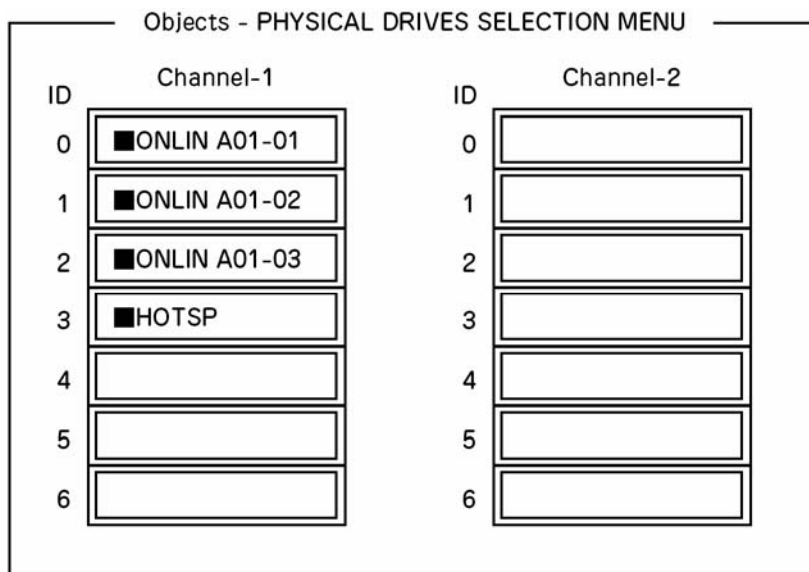 Objects - PHYSICAL DRIVES SELECTION MENU
Channel-1 Channel-2
ID ID
0 ■ONLIN A01-01 0
1 ■ONLIN A01-02 1
2 ■ONLIN A01-03 2
3 ■HOTSP 3
4 4
5 5
6 6